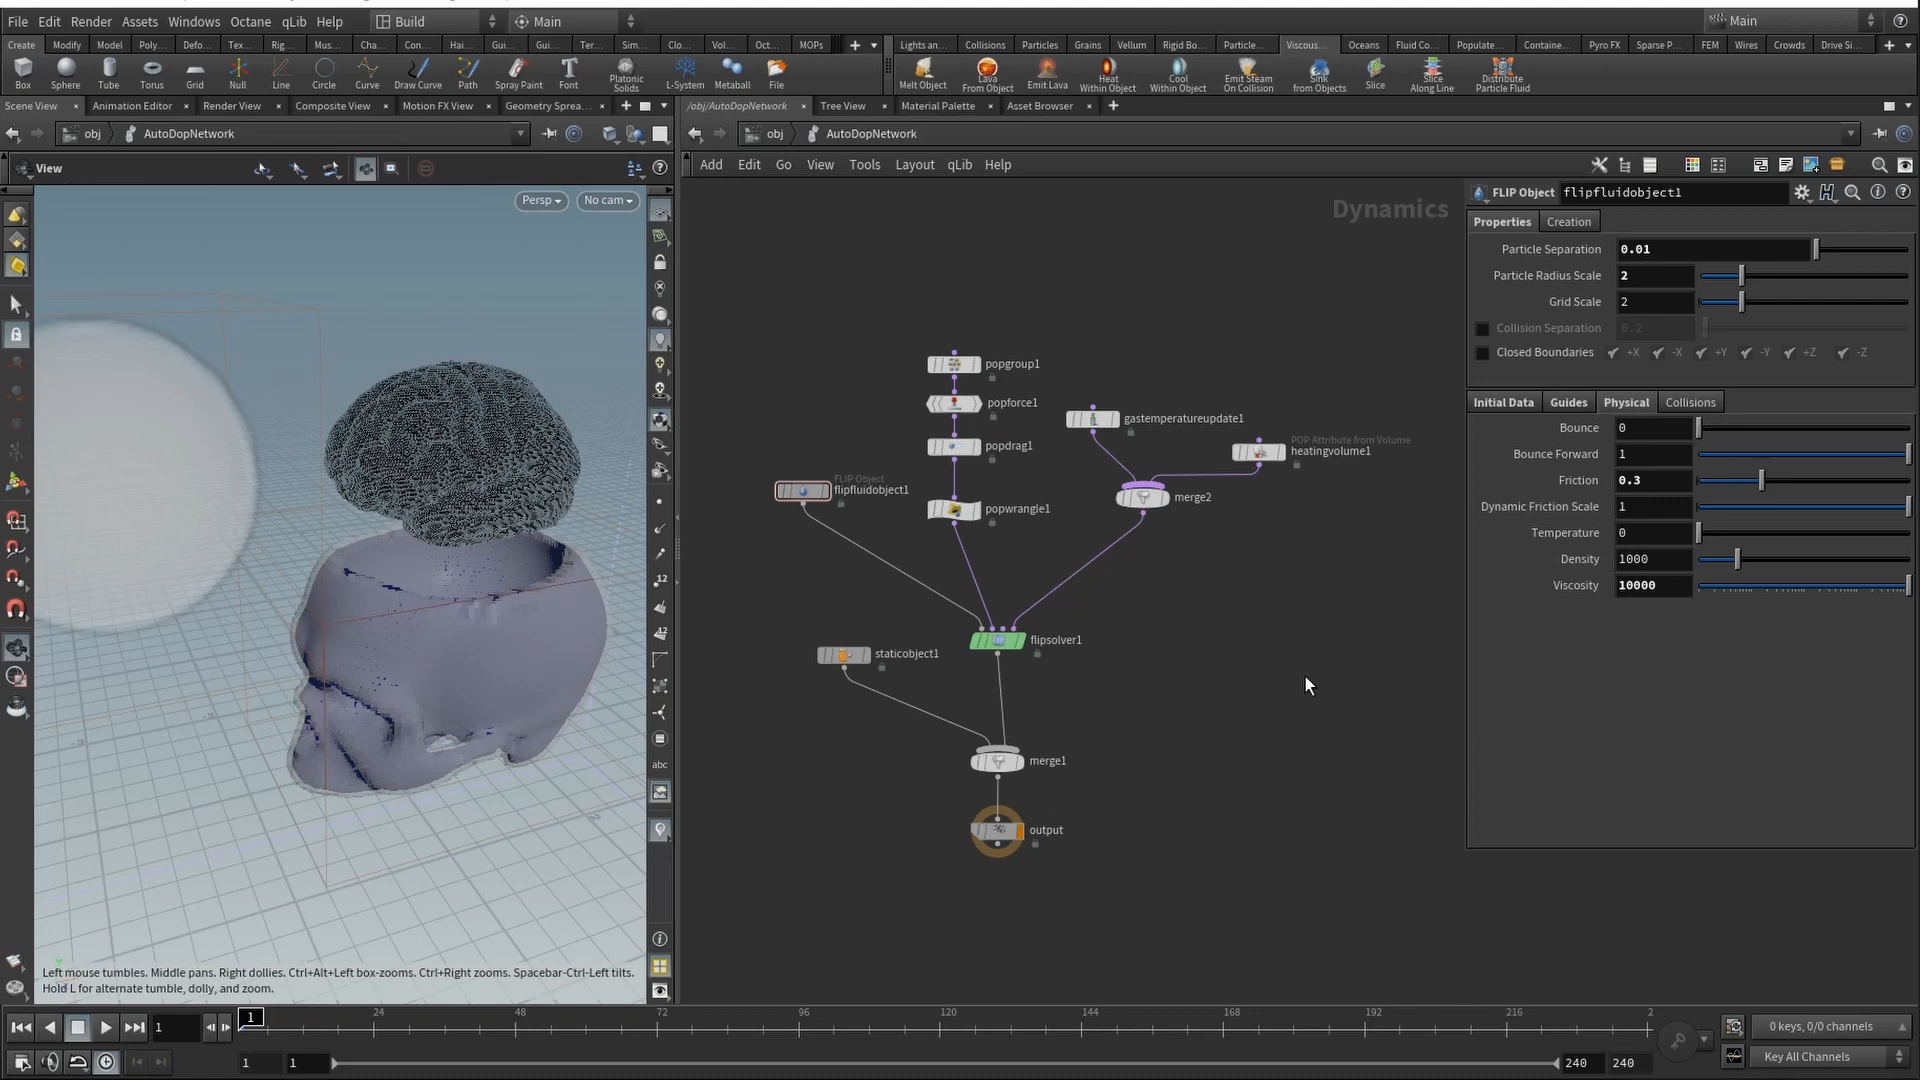 File Edit Render Assets Windows Octane qLib Help Build Main Main
Create Modify Model Poly... Defo... Tex... Rig... Mus... Cha... Con... Hai... Gui... Gui... Ter... Sim... Clo... Vol... Oct... MOPs
Lights an... Collisions Particles Grains Vellum Rigid Bo... Particle... Viscous... Oceans Fluid Co... Populate... Containe... Pyro FX Sparse P... FEM Wires Crowds Drive Si...
Box Sphere Tube Torus Grid Null Line Circle Curve Draw Curve Path Spray Paint Font Platonic Solids L-System Metaball File
Melt Object Lava From Object Emit Lava Heat Within Object Cool Within Object Emit Steam On Collision Sink from Objects Slice Slice Along Line Distribute Particle Fluid
Scene View Animation Editor Render View Composite View Motion FX View Geometry Sprea...
/obj/AutoDopNetwork Tree View Material Palette Asset Browser
obj AutoDopNetwork
obj AutoDopNetwork
View
Add Edit Go View Tools Layout qLib Help
Persp No cam
Dynamics
popgroup1
popforce1
gastemperatureupdate1
popdrag1
POP Attribute from Volume
heatingvolume1
FLIP Object
flipfluidobject1
merge2
popwrangle1
flipsolver1
staticobject1
merge1
output
FLIP Object flipfluidobject1
Properties Creation
Particle Separation 0.01
Particle Radius Scale 2
Grid Scale 2
Collision Separation 0.2
Closed Boundaries +X -X +Y -Y +Z -Z
Initial Data Guides Physical Collisions
Bounce 0
Bounce Forward 1
Friction 0.3
Dynamic Friction Scale 1
Temperature 0
Density 1000
Viscosity 10000
12
12
abc
Left mouse tumbles. Middle pans. Right dollies. Ctrl+Alt+Left box-zooms. Ctrl+Right zooms. Spacebar-Ctrl-Left tilts.
Hold L for alternate tumble, dolly, and zoom.
1 1 24 48 72 96 120 144 168 192 216 2
0 keys, 0/0 channels
1 1 240 240
Key All Channels